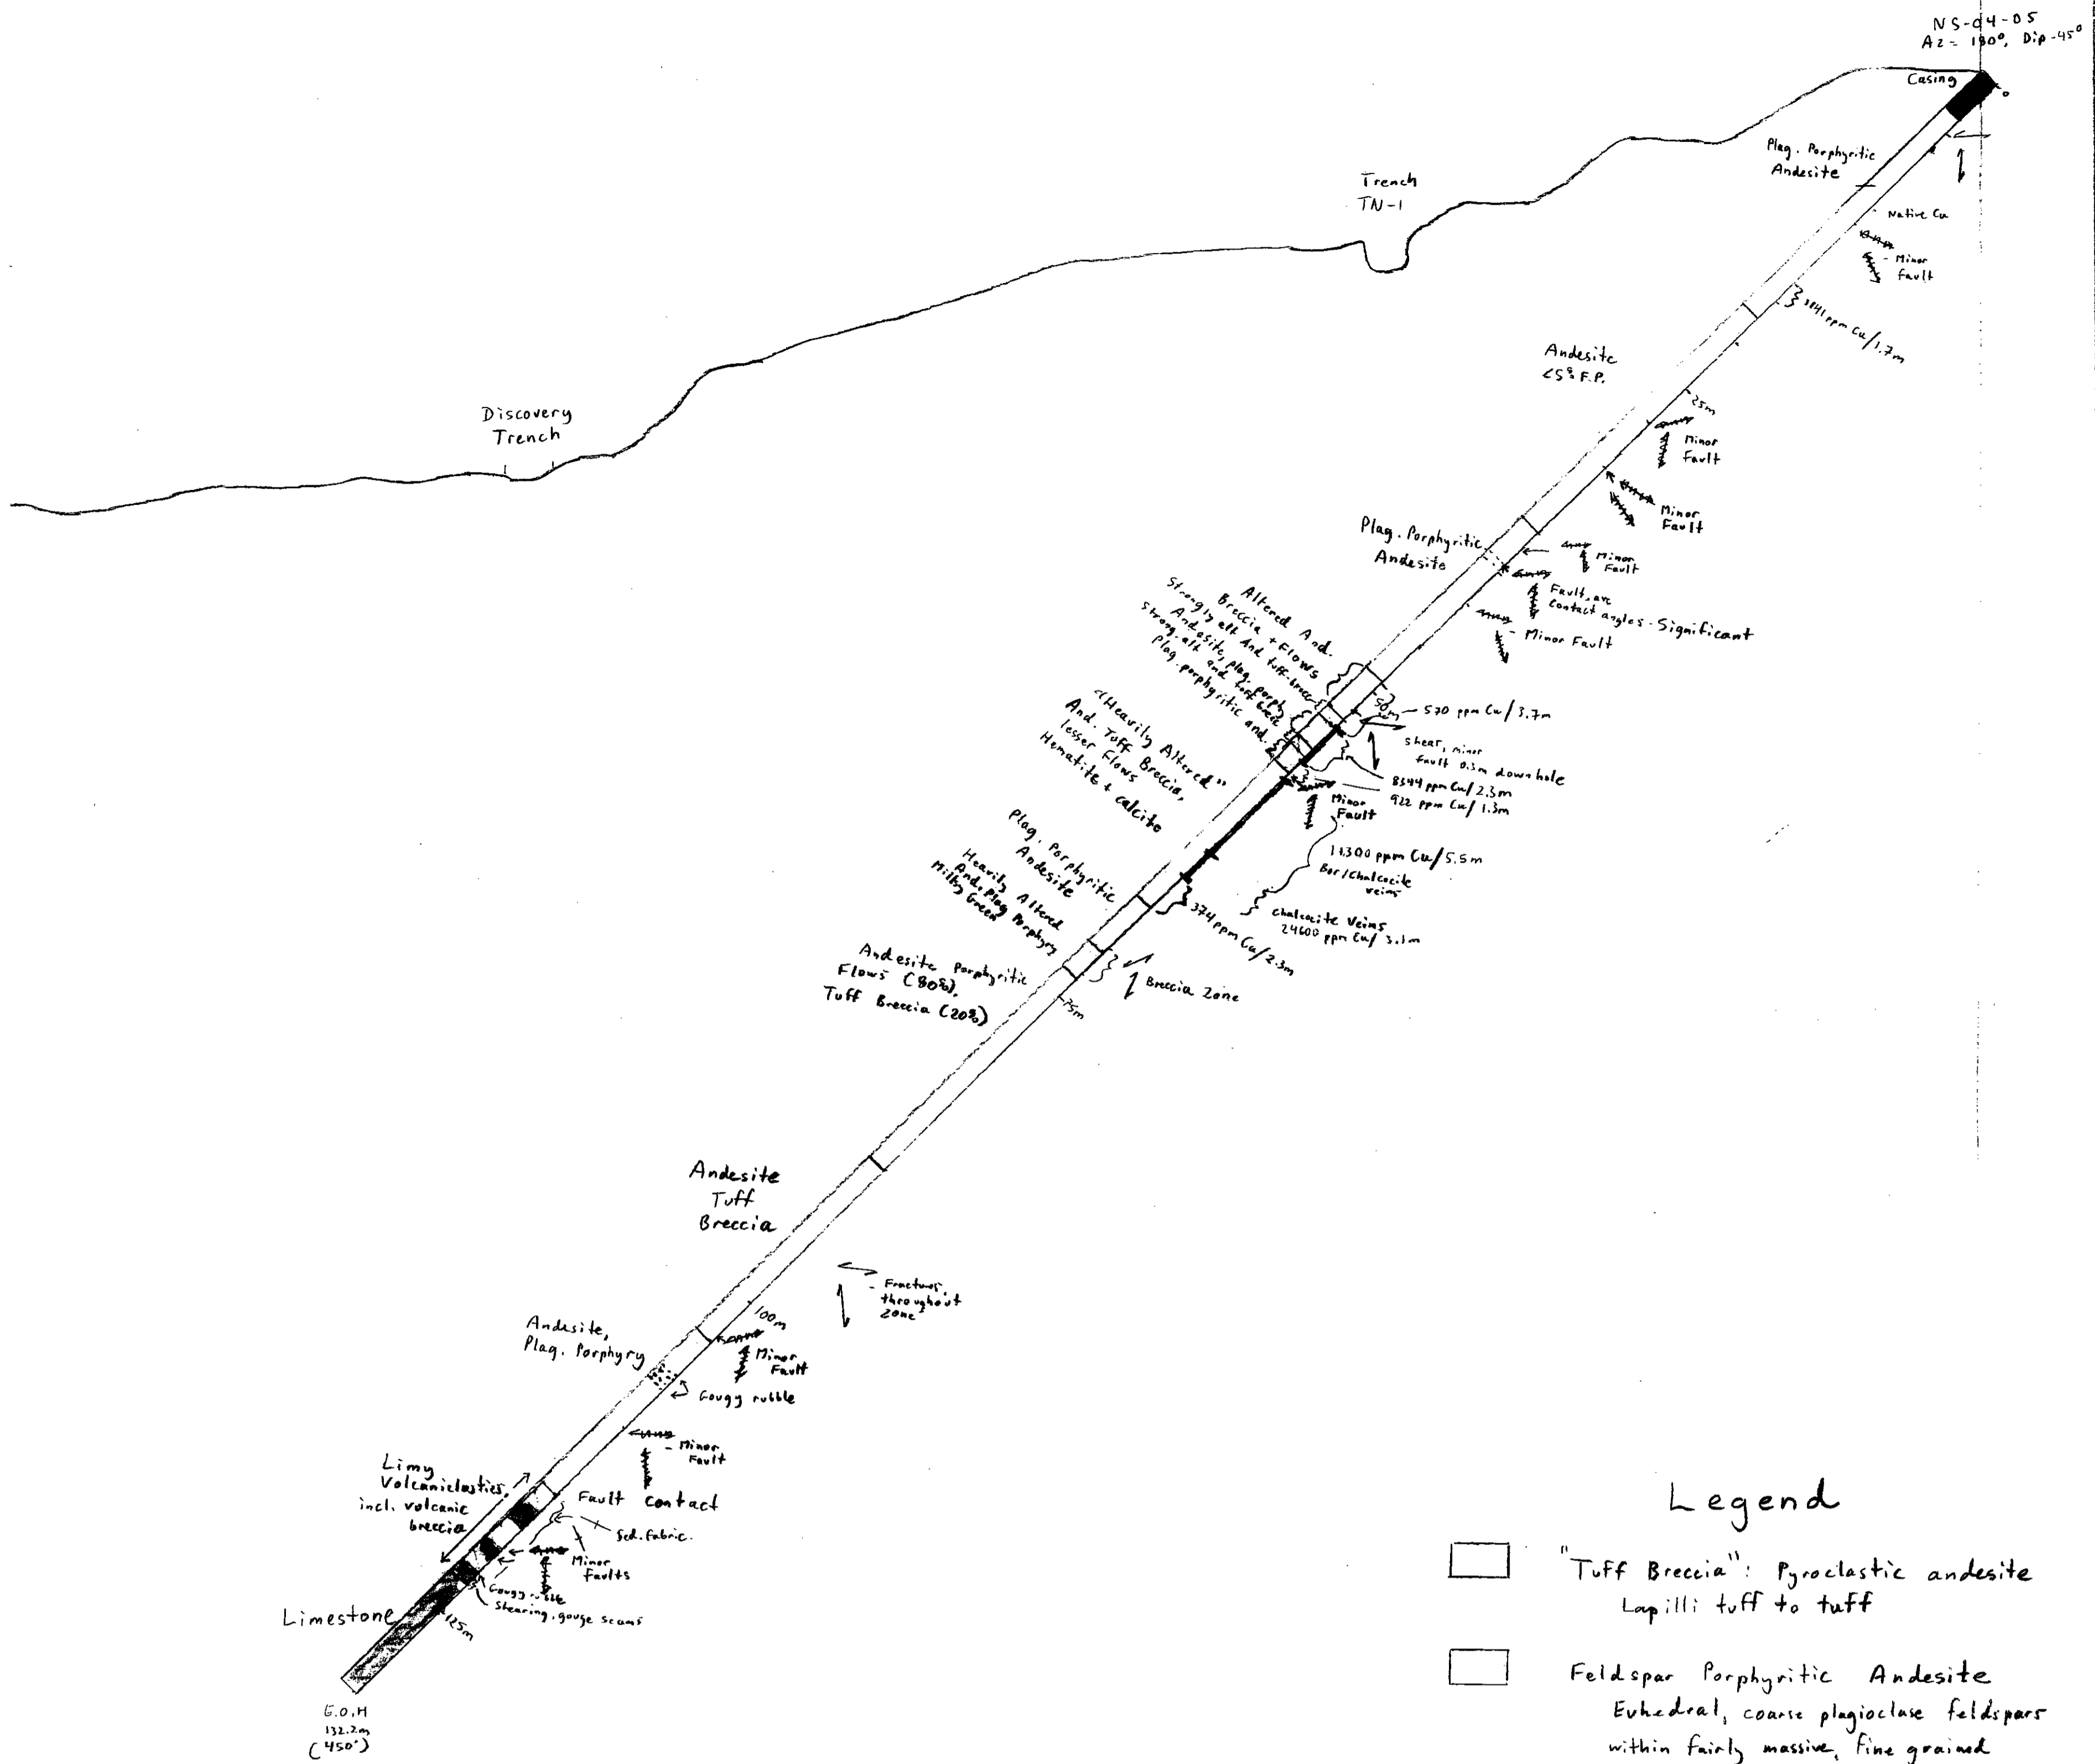 NS-04-05
Az = 180°, Dip -45°
Casing
0
Plag. Porphyritic
Andesite
Native Cu
Minor
Fault
ppm Cu/1.7m
Trench
TN-1
Andesite
<5% F.P.
25m
Minor
Fault
Discovery
Trench
Minor
Fault
Plag. Porphyritic
Andesite
Minor
Fault
Fault, arc
Contact angles - Significant
Minor Fault
Altered And.
Breccia + Flows
Strongly alt And tuff-brecc
Andesite, plag. porph.
Strong-alt and tuff brecc
Plag. porphyritic and.
50m
570 ppm Cu/3.7m
Shear, minor
fault 0.3m downhole
8344 ppm Cu/2.3m
922 ppm Cu/1.3m
Minor
Fault
"Heavily Altered"
And. Tuff Breccia,
lesser flows
Hematite + calcite
11300 ppm Cu/5.5m
Bor/Chalcocite
veins
Chalcocite Veins
24600 ppm Cu/3.1m
374 ppm Cu/2.3m
Plag. Porphyritic
Andesite
Heavily Altered
And. Plag Porphyry
Milky Green
Breccia Zone
Andesite Porphyritic
Flows (80%),
Tuff Breccia (20%)
75m
Andesite
Tuff
Breccia
Fractures
throughout
zone
100m
Minor
Fault
Andesite,
Plag. Porphyry
Gougy rubble
Minor
Fault
Limy
Volcaniclastics,
incl. volcanic
breccia
Fault Contact
Sed. Fabric.
Minor
Faults
Gougy rubble
Shearing, gouge seams
Limestone
125m
E.O.H
132.2m
(450')
Legend
"Tuff Breccia": Pyroclastic andesite
Lapilli tuff to tuff
Feldspar Porphyritic Andesite
Euhedral, coarse plagioclase feldspars
within fairly massive, fine grained